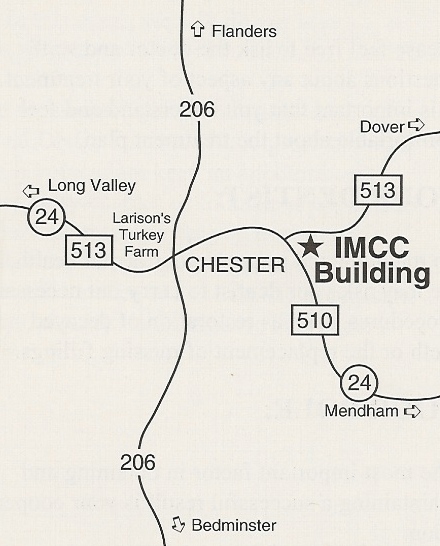 Flanders
206
Dover
513
Long Valley
24
Larison's
Turkey
Farm
513
CHESTER
IMCC
Building
510
24
Mendham
206
Bedminster